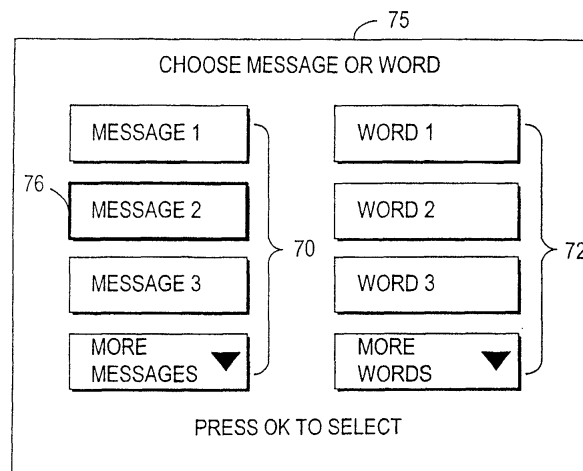 75
CHOOSE MESSAGE OR WORD
MESSAGE 1
WORD 1
76
MESSAGE 2
WORD 2
70
72
MESSAGE 3
WORD 3
MORE
MESSAGES
MORE
WORDS
PRESS OK TO SELECT